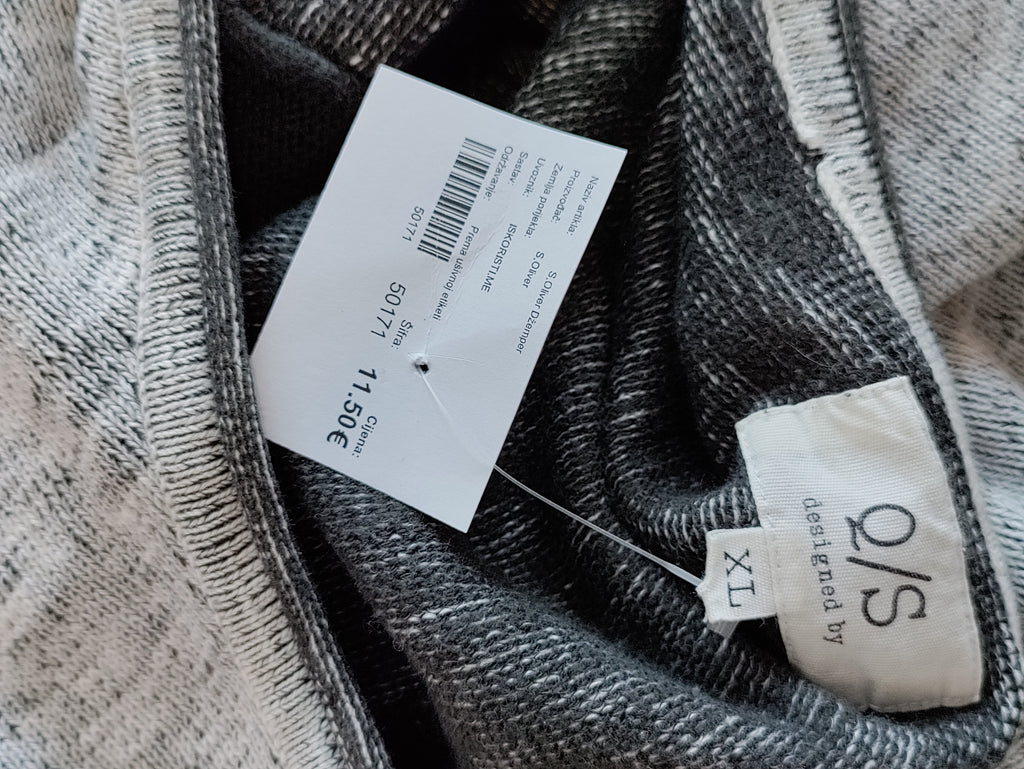 Naziv artikla: S.Oliver Džemper
Proizvođač: S.Oliver
Zemlja porijekla:
Uvoznik: ISKORISTI.ME
Sastav:
Održavanje: Prema ušivnoj etiketi
50171
Šifra:
50171
Cijena:
11.50€
Q/S
designed by
XL